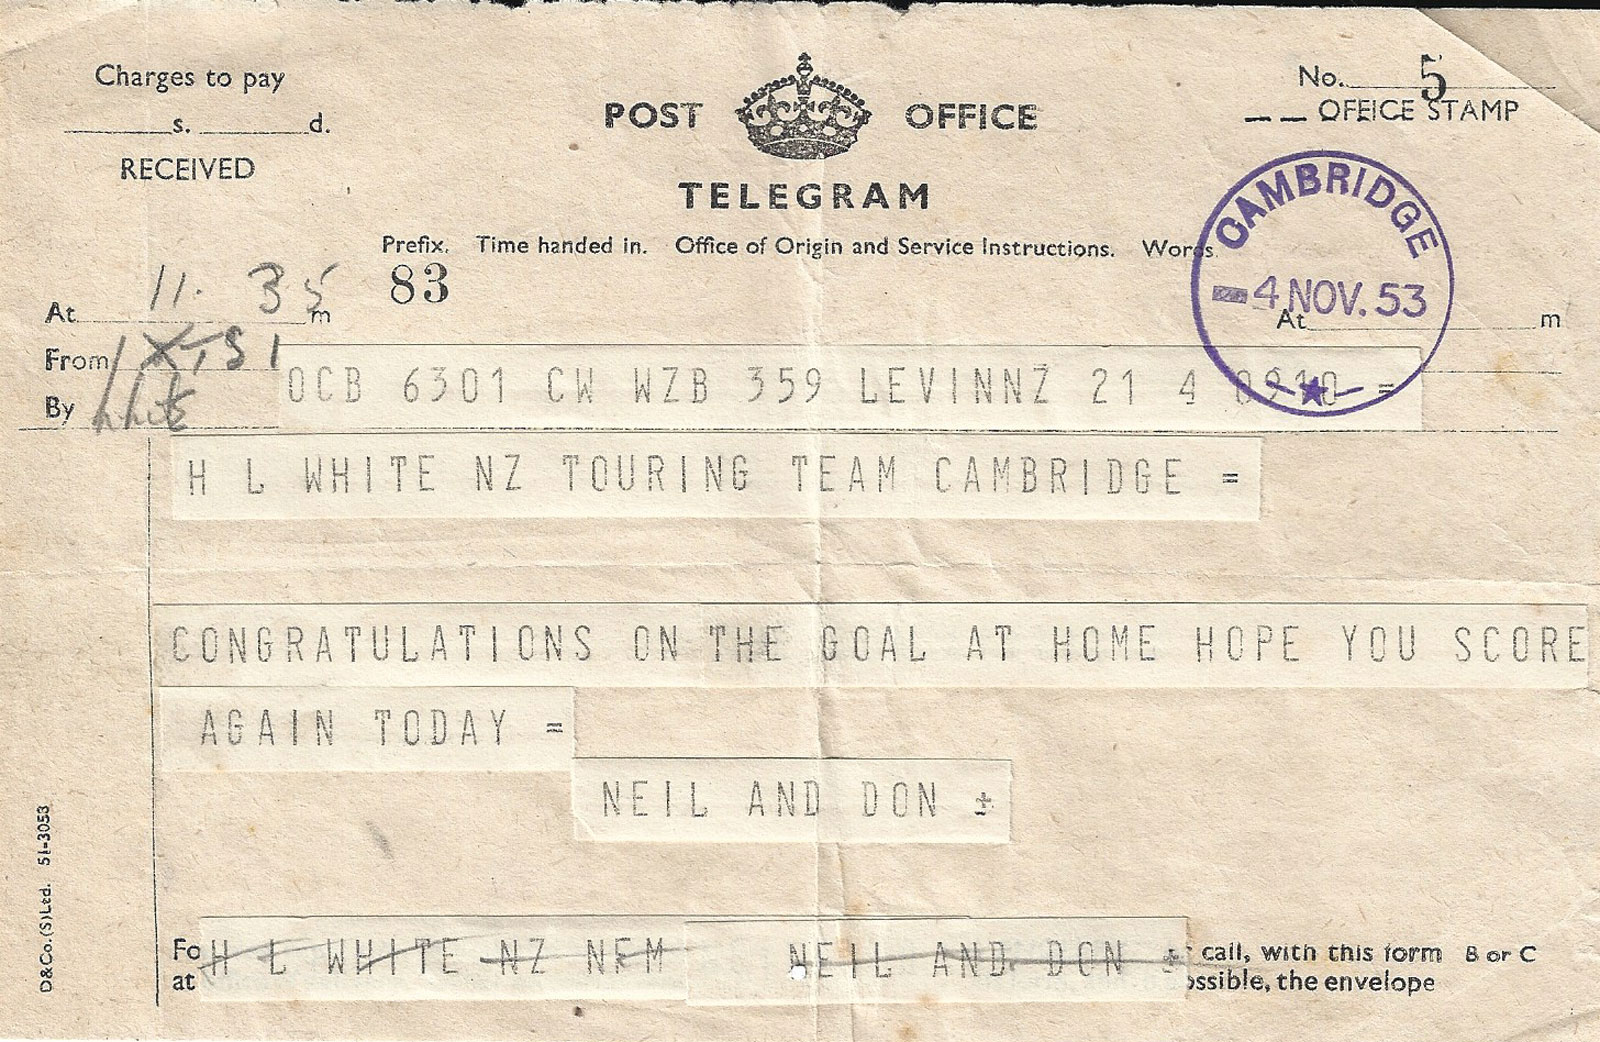 Charges to pay
s. d.
RECEIVED
POST OFFICE
TELEGRAM
No. 5
OFFICE STAMP
Prefix. Time handed in. Office of Origin and Service Instructions. Words.
83
CAMBRIDGE
-4 NOV. 53
At 11. 35 m
At m
From
By
OCB 6301 CW WZB 359 LEVINNZ 21 4 0910 =
H L WHITE NZ TOURING TEAM CAMBRIDGE =
CONGRATULATIONS ON THE GOAL AT HOME HOPE YOU SCORE
AGAIN TODAY =
NEIL AND DON ±
Fo H L WHITE NZ NFM NEIL AND DON ± call, with this form B or C
at ossible, the envelope
D&Co.(S)Ltd. 51-3053